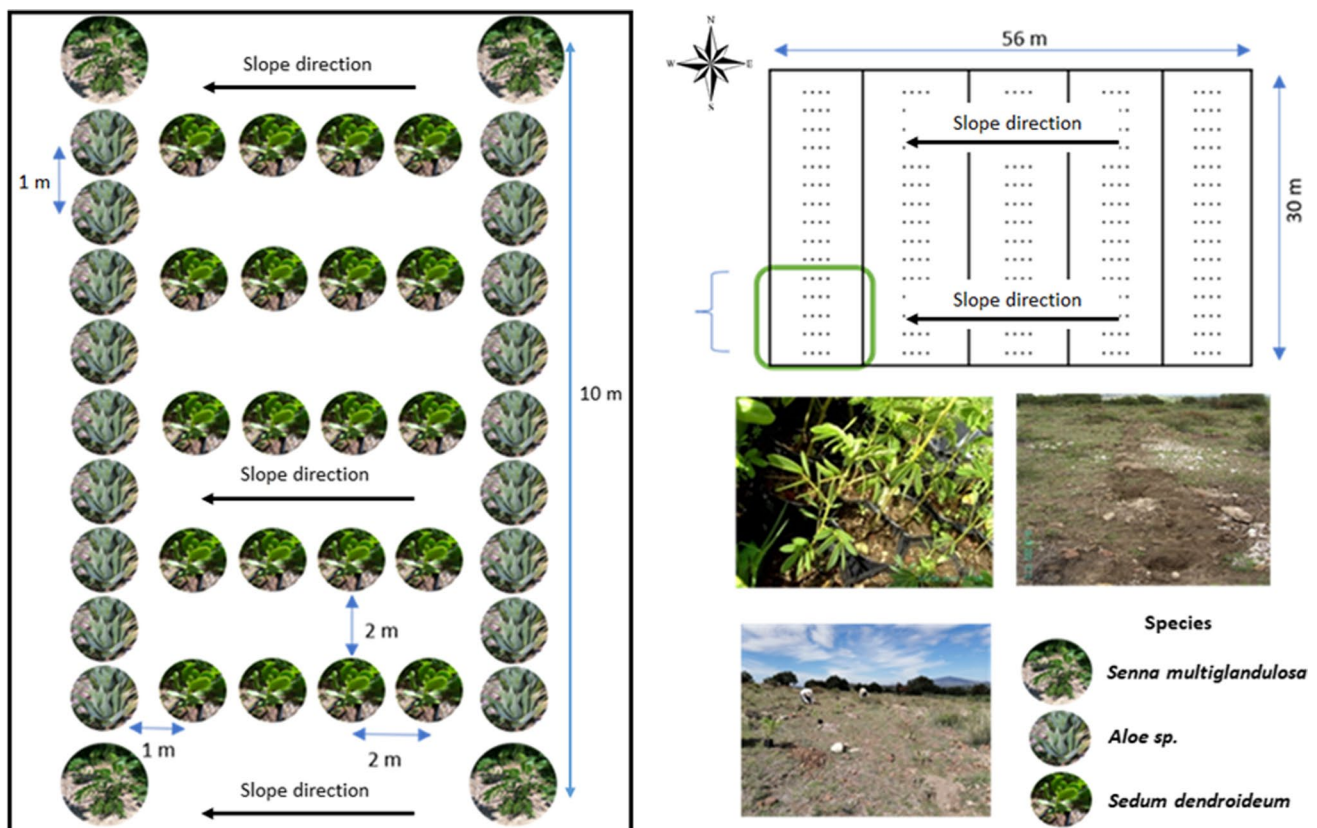 Slope direction
1 m
10 m
Slope direction
2 m
1 m
2 m
Slope direction
N
W
E
S
56 m
Slope direction
30 m
Slope direction
Species
Senna multiglandulosa
Aloe sp.
Sedum dendroideum